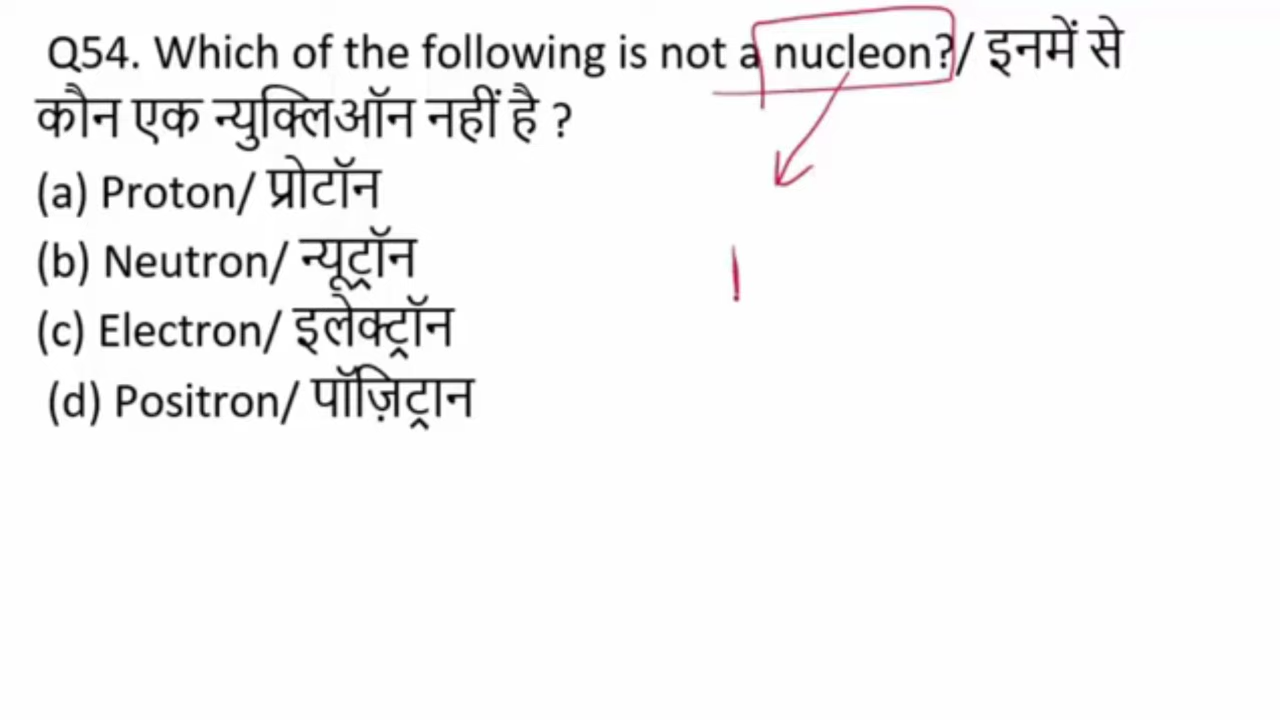 Q54. Which of the following is not a nucleon?/ इनमें से
कौन एक न्युक्लिऑन नहीं है ?
(a) Proton/ प्रोटॉन
(b) Neutron/ न्यूट्रॉन
(c) Electron/ इलेक्ट्रॉन
(d) Positron/ पॉज़िट्रान